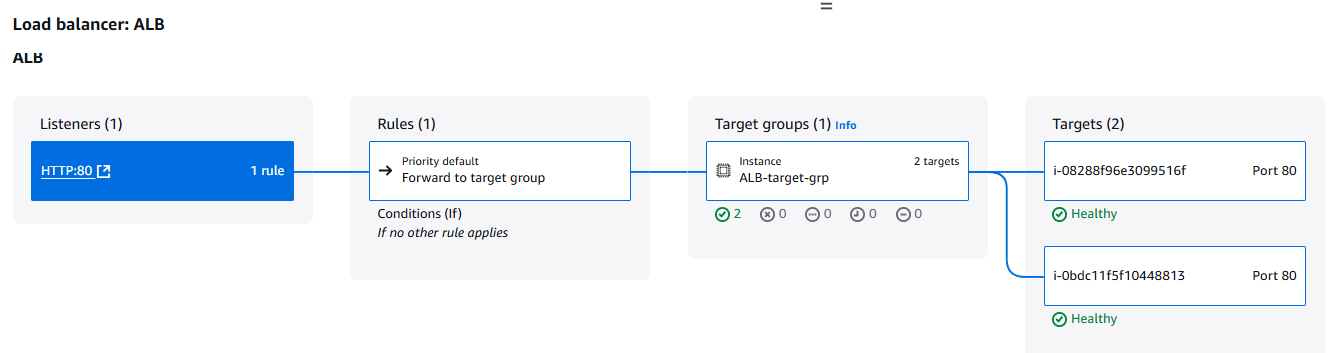 Load balancer: ALB
ALB
Listeners (1)
HTTP:80 1 rule
Rules (1)
Priority default
Forward to target group
Conditions (If)
If no other rule applies
Target groups (1) Info
Instance 2 targets
ALB-target-grp
2 0 0 0 0
Targets (2)
i-08288f96e3099516f Port 80
Healthy
i-0bdc11f5f10448813 Port 80
Healthy